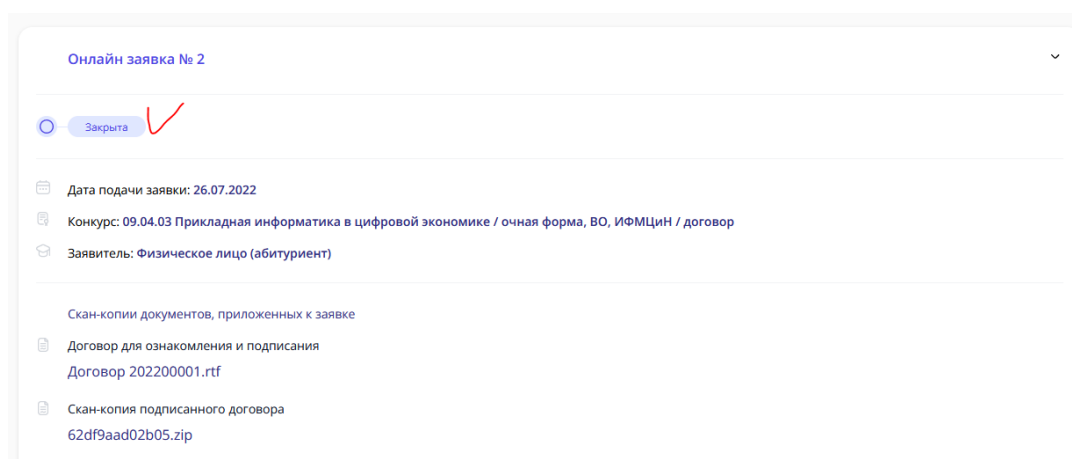 Онлайн заявка № 2
Закрыта
Дата подачи заявки: 26.07.2022
Конкурс: 09.04.03 Прикладная информатика в цифровой экономике / очная форма, ВО, ИФМЦиН / договор
Заявитель: Физическое лицо (абитуриент)
Скан-копии документов, приложенных к заявке
Договор для ознакомления и подписания
Договор 202200001.rtf
Скан-копия подписанного договора
62df9aad02b05.zip